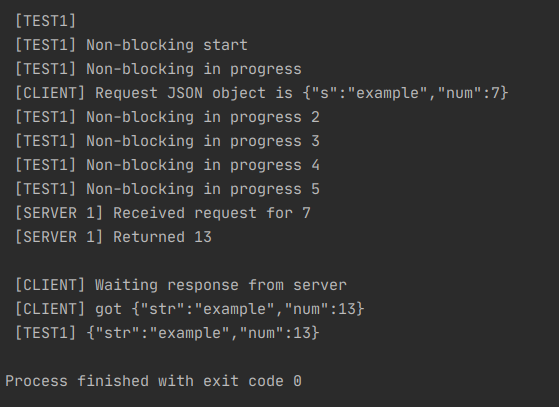 [TEST1]
[TEST1] Non-blocking start
[TEST1] Non-blocking in progress
[CLIENT] Request JSON object is {"s":"example","num":7}
[TEST1] Non-blocking in progress 2
[TEST1] Non-blocking in progress 3
[TEST1] Non-blocking in progress 4
[TEST1] Non-blocking in progress 5
[SERVER 1] Received request for 7
[SERVER 1] Returned 13
[CLIENT] Waiting response from server
[CLIENT] got {"str":"example","num":13}
[TEST1] {"str":"example","num":13}
Process finished with exit code 0